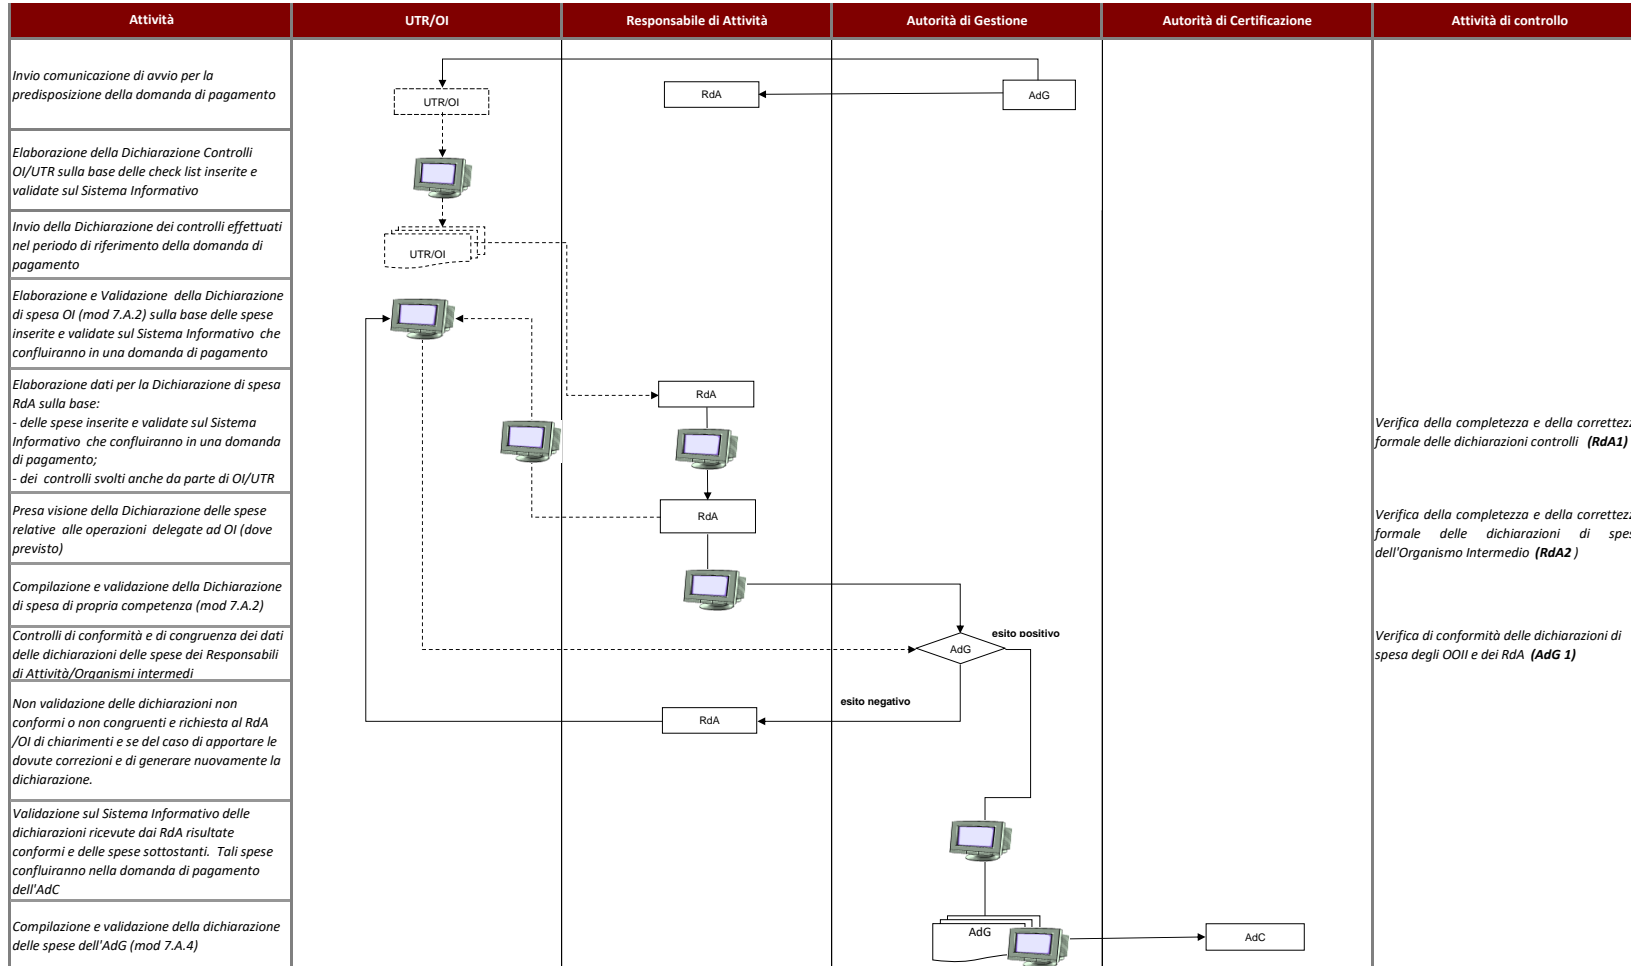 Attività
UTR/OI
Responsabile di Attività
Autorità di Gestione
Autorità di Certificazione
Attività di controllo
Invio comunicazione di avvio per la
predisposizione della domanda di pagamento
UTR/OI
RdA
AdG
Elaborazione della Dichiarazione Controlli
OI/UTR sulla base delle check list inserite e
validate sul Sistema Informativo
Invio della Dichiarazione dei controlli effettuati
nel periodo di riferimento della domanda di
pagamento
UTR/OI
Elaborazione e Validazione della Dichiarazione
di spesa OI (mod 7.A.2) sulla base delle spese
inserite e validate sul Sistema Informativo che
confluiranno in una domanda di pagamento
Elaborazione dati per la Dichiarazione di spesa
RdA sulla base:
- delle spese inserite e validate sul Sistema
Informativo che confluiranno in una domanda
di pagamento;
- dei controlli svolti anche da parte di OI/UTR
RdA
Verifica della completezza e della correttezz
formale delle dichiarazioni controlli (RdA1)
Presa visione della Dichiarazione delle spese
relative alle operazioni delegate ad OI (dove
previsto)
RdA
Verifica della completezza e della correttezz
formale delle dichiarazioni di spes
dell'Organismo Intermedio (RdA2 )
Compilazione e validazione della Dichiarazione
di spesa di propria competenza (mod 7.A.2)
Controlli di conformità e di congruenza dei dati
delle dichiarazioni delle spese dei Responsabili
di Attività/Organismi intermedi
esito positivo
AdG
Verifica di conformità delle dichiarazioni di
spesa degli OOII e dei RdA (AdG 1)
Non validazione delle dichiarazioni non
conformi o non congruenti e richiesta al RdA
/OI di chiarimenti e se del caso di apportare le
dovute correzioni e di generare nuovamente la
dichiarazione.
esito negativo
RdA
Validazione sul Sistema Informativo delle
dichiarazioni ricevute dai RdA risultate
conformi e delle spese sottostanti. Tali spese
confluiranno nella domanda di pagamento
dell'AdC
Compilazione e validazione della dichiarazione
delle spese dell'AdG (mod 7.A.4)
AdG
AdC